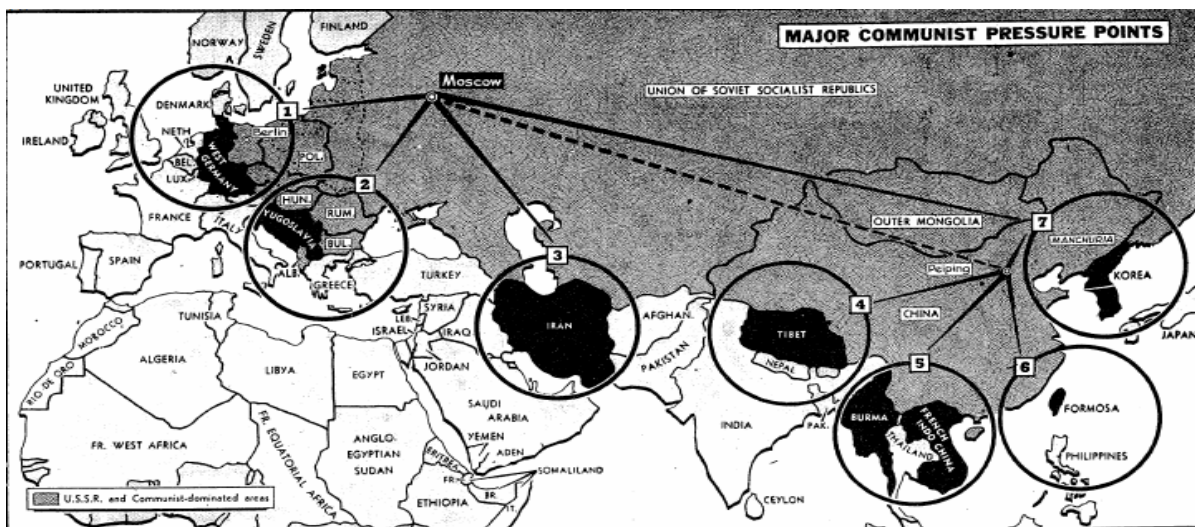 MAJOR COMMUNIST PRESSURE POINTS
NORWAY
SWEDEN
FINLAND
Moscow
UNION OF SOVIET SOCIALIST REPUBLICS
UNITED KINGDOM
IRELAND
DENMARK
1
Berlin
NETH
BEL.
LUX.
WEST GERMANY
POL.
2
HUN.
RUM
YUGOSLAVIA
BUL.
ALB.
GREECE
FRANCE
ITALY
PORTUGAL
SPAIN
TURKEY
3
IRAN
OUTER MONGOLIA
7
MANCHURIA
Peiping
KOREA
JAPAN
4
CHINA
TIBET
NEPAL
AFGHAN.
PAKISTAN
SYRIA
LEB.
ISRAEL
IRAQ
JORDAN
TUNISIA
MOROCCO
RIO DE ORO
ALGERIA
LIBYA
EGYPT
SAUDI ARABIA
YEMEN
ADEN
5
BURMA
FRENCH INDO CHINA
THAILAND
6
FORMOSA
PHILIPPINES
INDIA
PAK.
CEYLON
FR. WEST AFRICA
FR. EQUATORIAL AFRICA
ANGLO-
EGYPTIAN
SUDAN
ERITREA
FR.
BR.
IT.
SOMALILAND
ETHIOPIA
U.S.S.R. and Communist-dominated areas